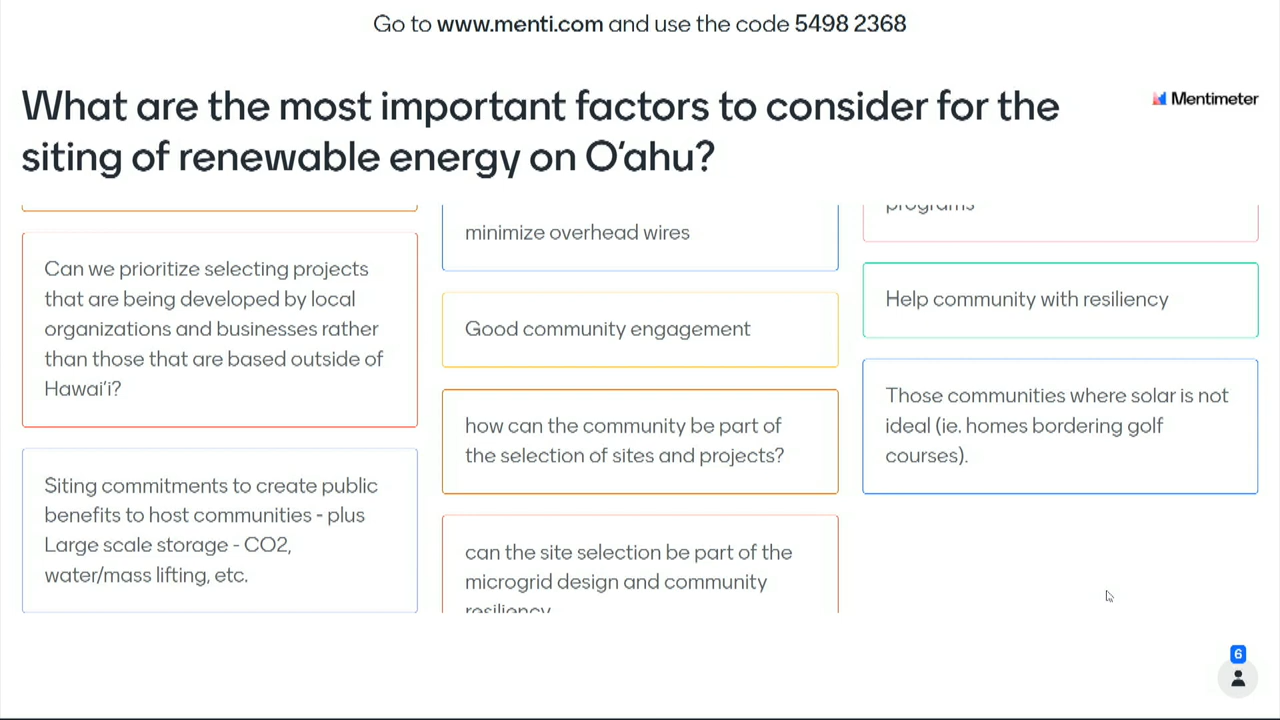 Go to www.menti.com and use the code 5498 2368
What are the most important factors to consider for the
siting of renewable energy on Oʻahu?
Mentimeter
Can we prioritize selecting projects
that are being developed by local
organizations and businesses rather
than those that are based outside of
Hawaiʻi?
Siting commitments to create public
benefits to host communities - plus
Large scale storage - CO2,
water/mass lifting, etc.
minimize overhead wires
Good community engagement
how can the community be part of
the selection of sites and projects?
can the site selection be part of the
microgrid design and community
resiliency
programs
Help community with resiliency
Those communities where solar is not
ideal (ie. homes bordering golf
courses).
6